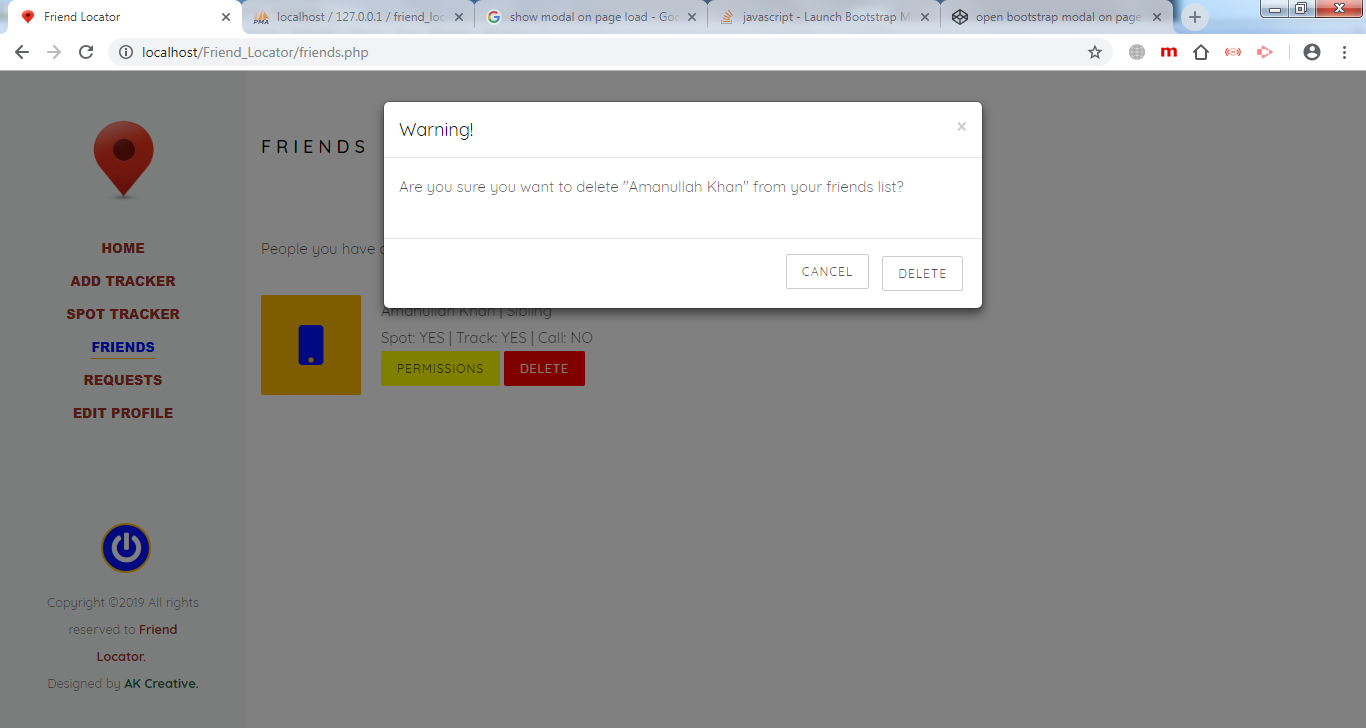 Friend Locator
localhost / 127.0.0.1 / friend_loc
show modal on page load - Goo
javascript - Launch Bootstrap M
open bootstrap modal on page
localhost/Friend_Locator/friends.php
m
Warning!
×
FRIENDS
Are you sure you want to delete "Amanullah Khan" from your friends list?
People you have
CANCEL
DELETE
Amanullah Khan | Sibling
Spot: YES | Track: YES | Call: NO
PERMISSIONS
DELETE
HOME
ADD TRACKER
SPOT TRACKER
FRIENDS
REQUESTS
EDIT PROFILE
Copyright ©2019 All rights
reserved to Friend
Locator.
Designed by AK Creative.